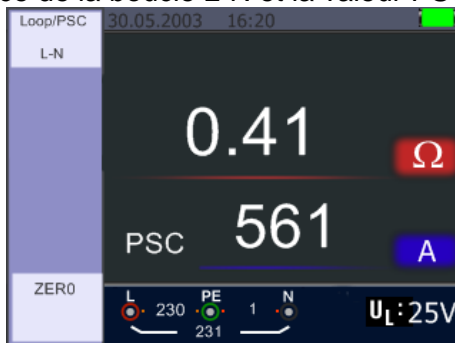 Loop/PSC 30.05.2003 16:20
L-N
0.41 Ω
PSC 561 A
ZER0
L 230 PE 1 N
231
UL: 25V